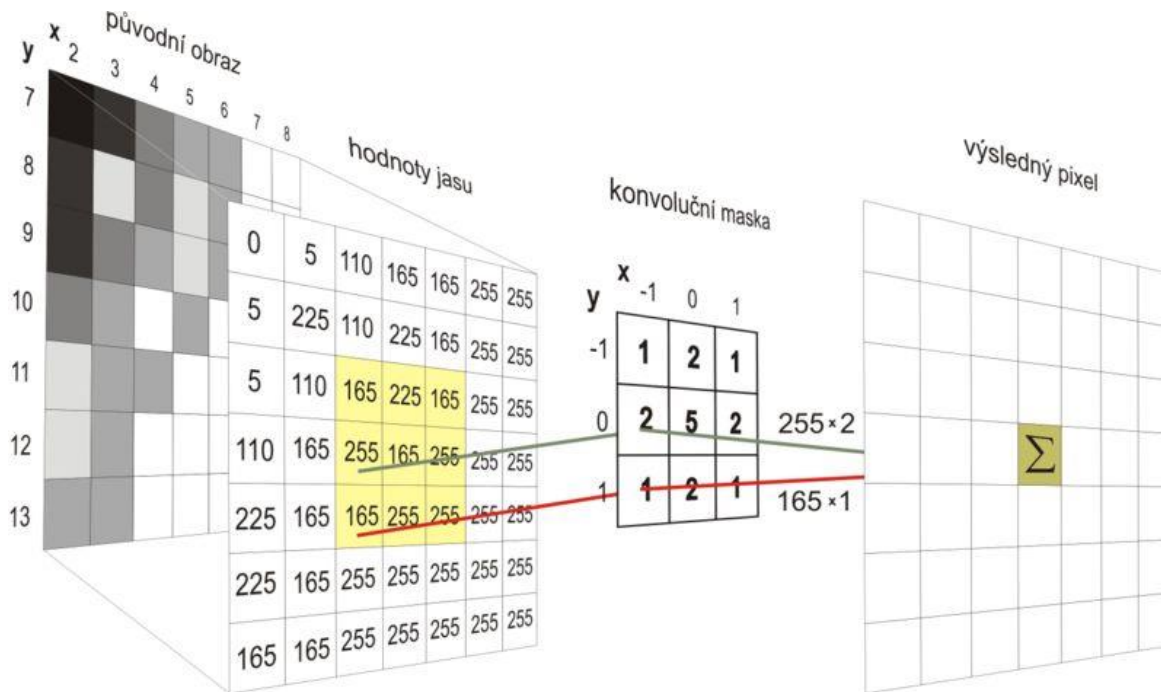 původní obraz
x 2 3 4 5 6 7 8
y
7
8
9
10
11
12
13
hodnoty jasu
0 5 110 165 165 255 255
5 225 110 225 165 255 255
5 110 165 225 165 255 255
110 165 255 165 255 255 255
225 165 165 255 255 255 255
225 165 255 255 255 255 255
165 165 255 255 255 255 255
konvoluční maska
x -1 0 1
y
-1 1 2 1
0 2 5 2
1 1 2 1
255×2
165×1
výsledný pixel
Σ